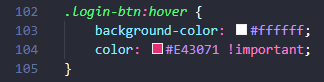 102 .login-btn:hover {
103 background-color: #ffffff;
104 color: #E43071 !important;
105 }